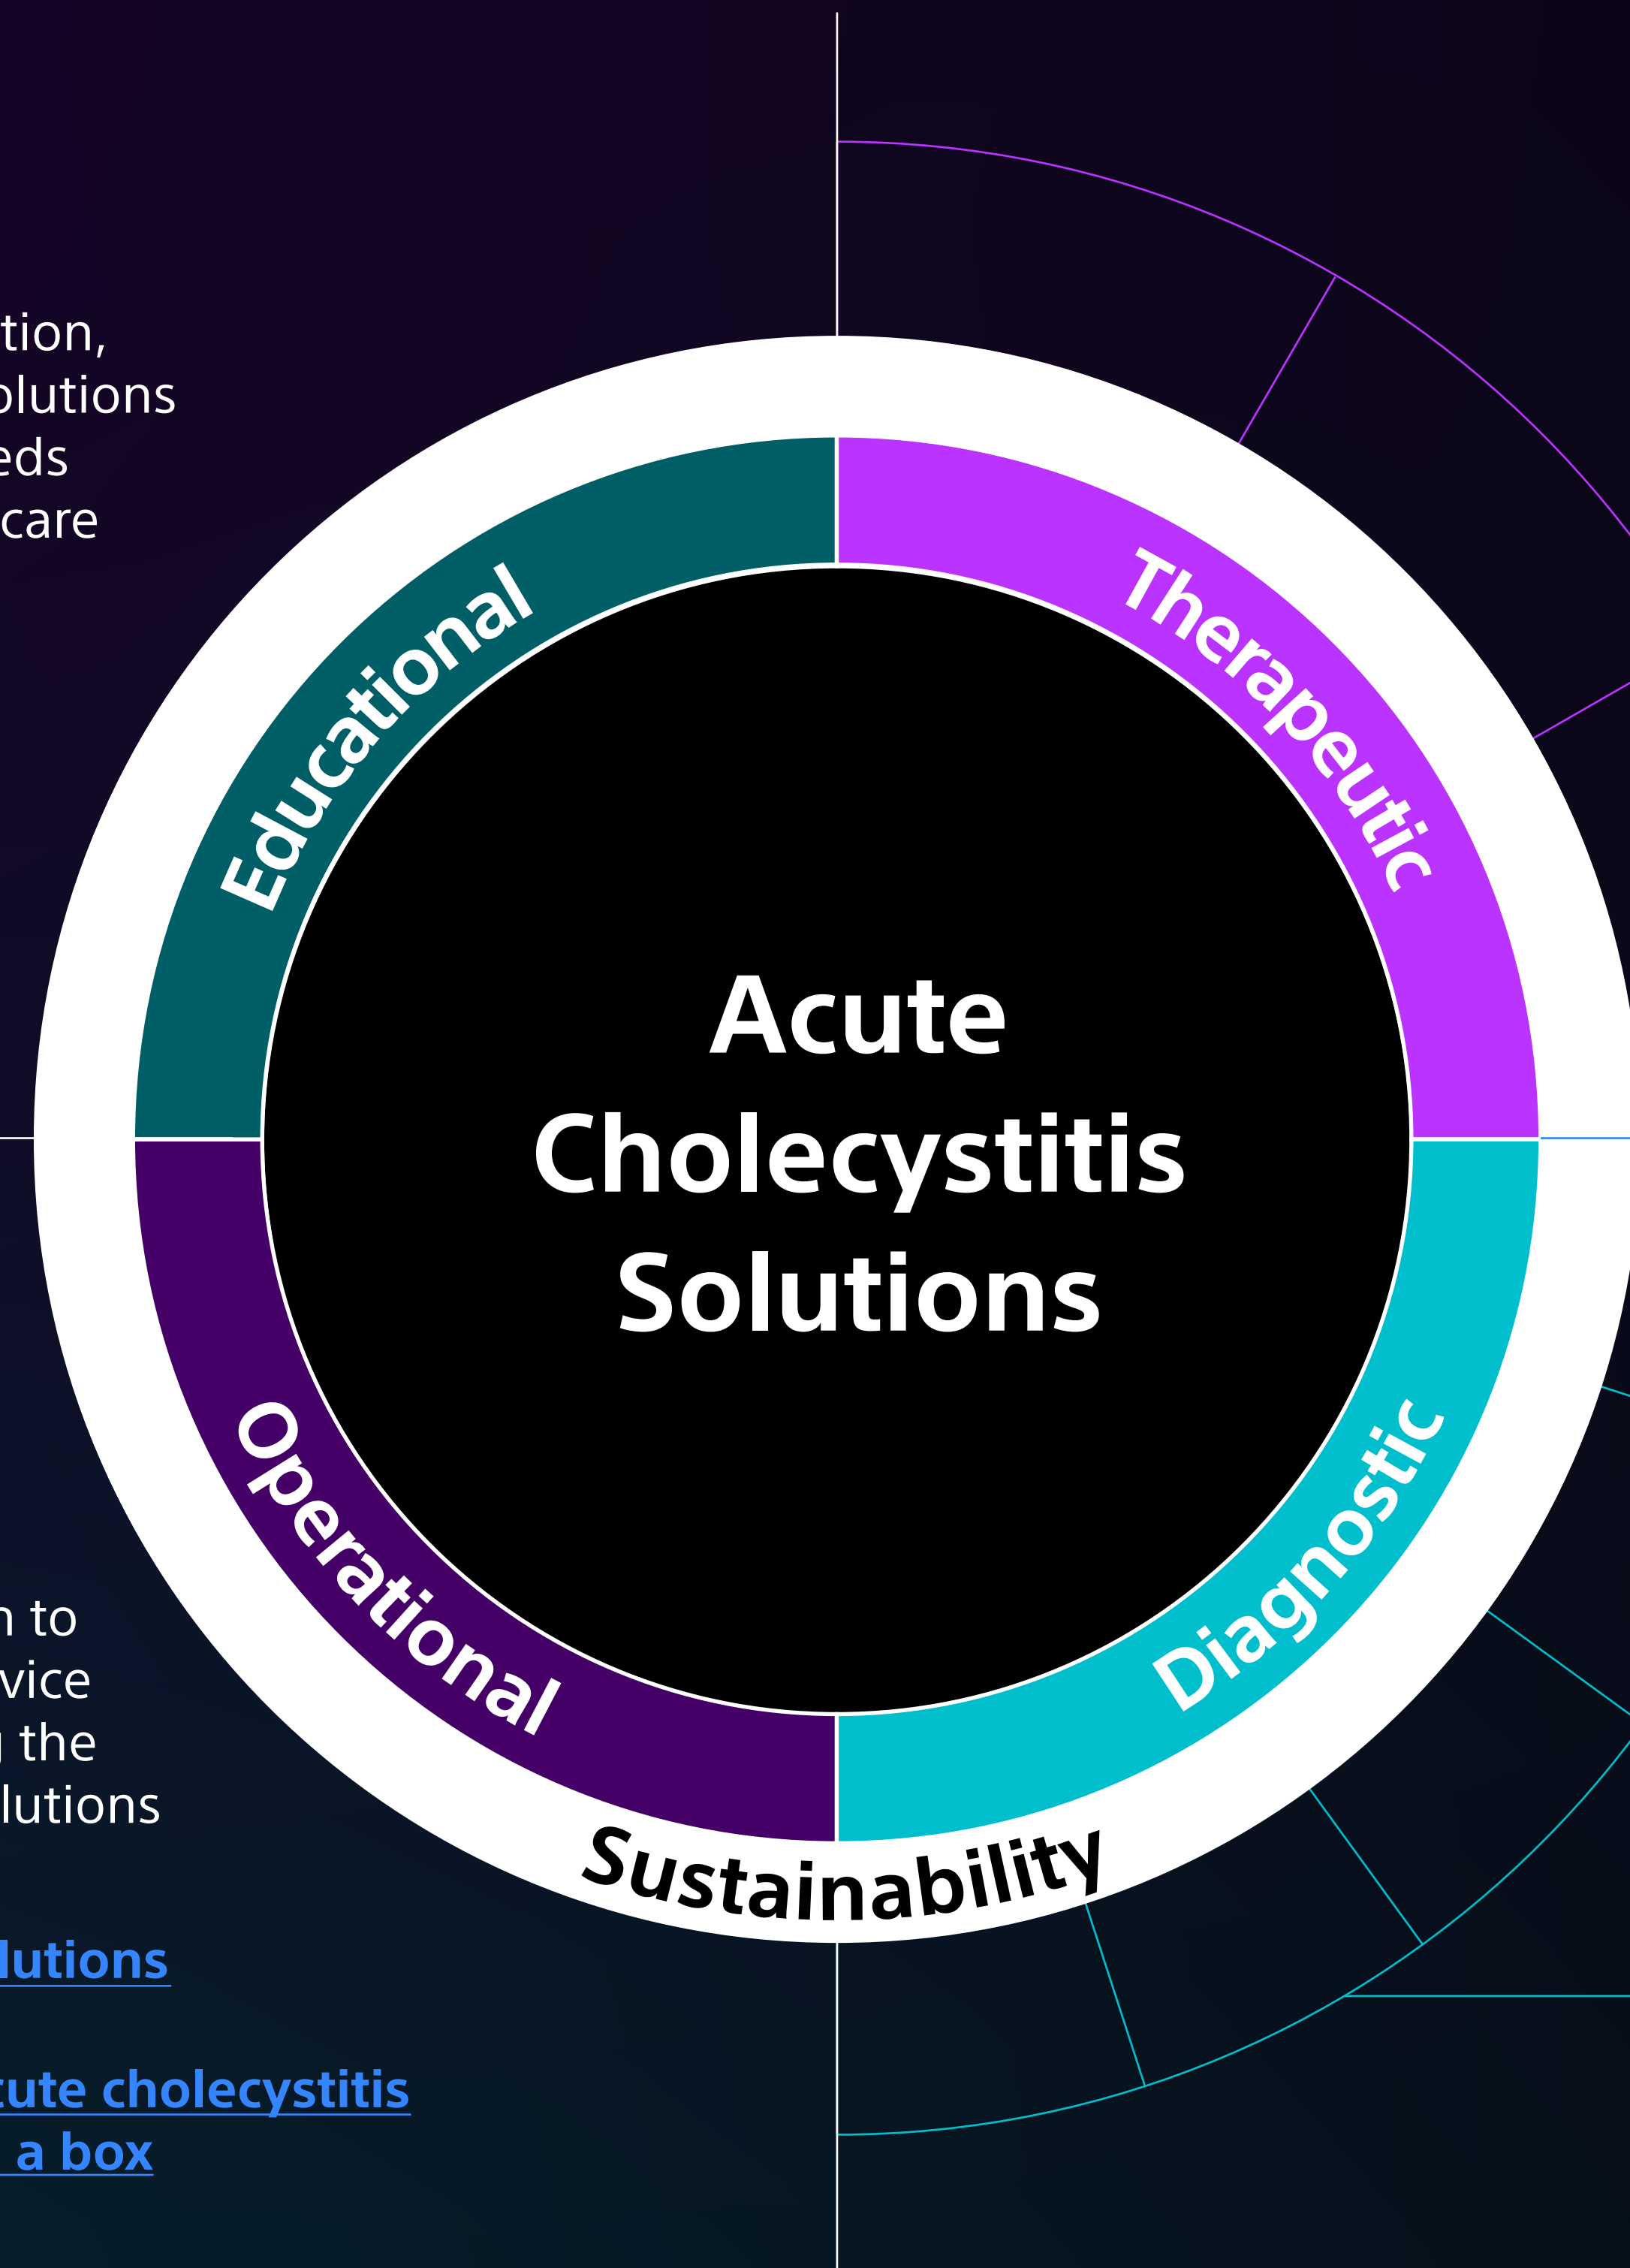 tion,
olutions
eds
care
Educational
Therapeutic
Acute
Cholecystitis
Solutions
Operational
Diagnostic
n to
vice
g the
lutions
Sustainability
lutions
cute cholecystitis
a box